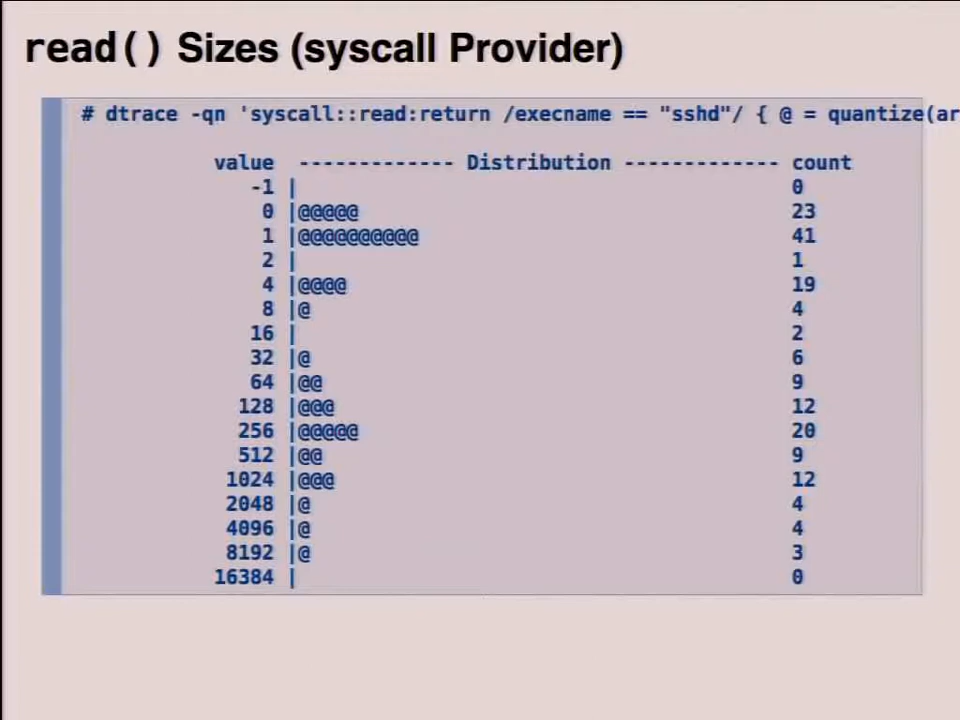 read() Sizes (syscall Provider)
# dtrace -qn 'syscall::read:return /execname == "sshd"/ { @ = quantize(ar
value ------------- Distribution ------------- count
-1 | 0
0 |@@@@@ 23
1 |@@@@@@@@@@ 41
2 | 1
4 |@@@@ 19
8 |@ 4
16 | 2
32 |@ 6
64 |@@ 9
128 |@@@ 12
256 |@@@@@ 20
512 |@@ 9
1024 |@@@ 12
2048 |@ 4
4096 |@ 4
8192 |@ 3
16384 | 0